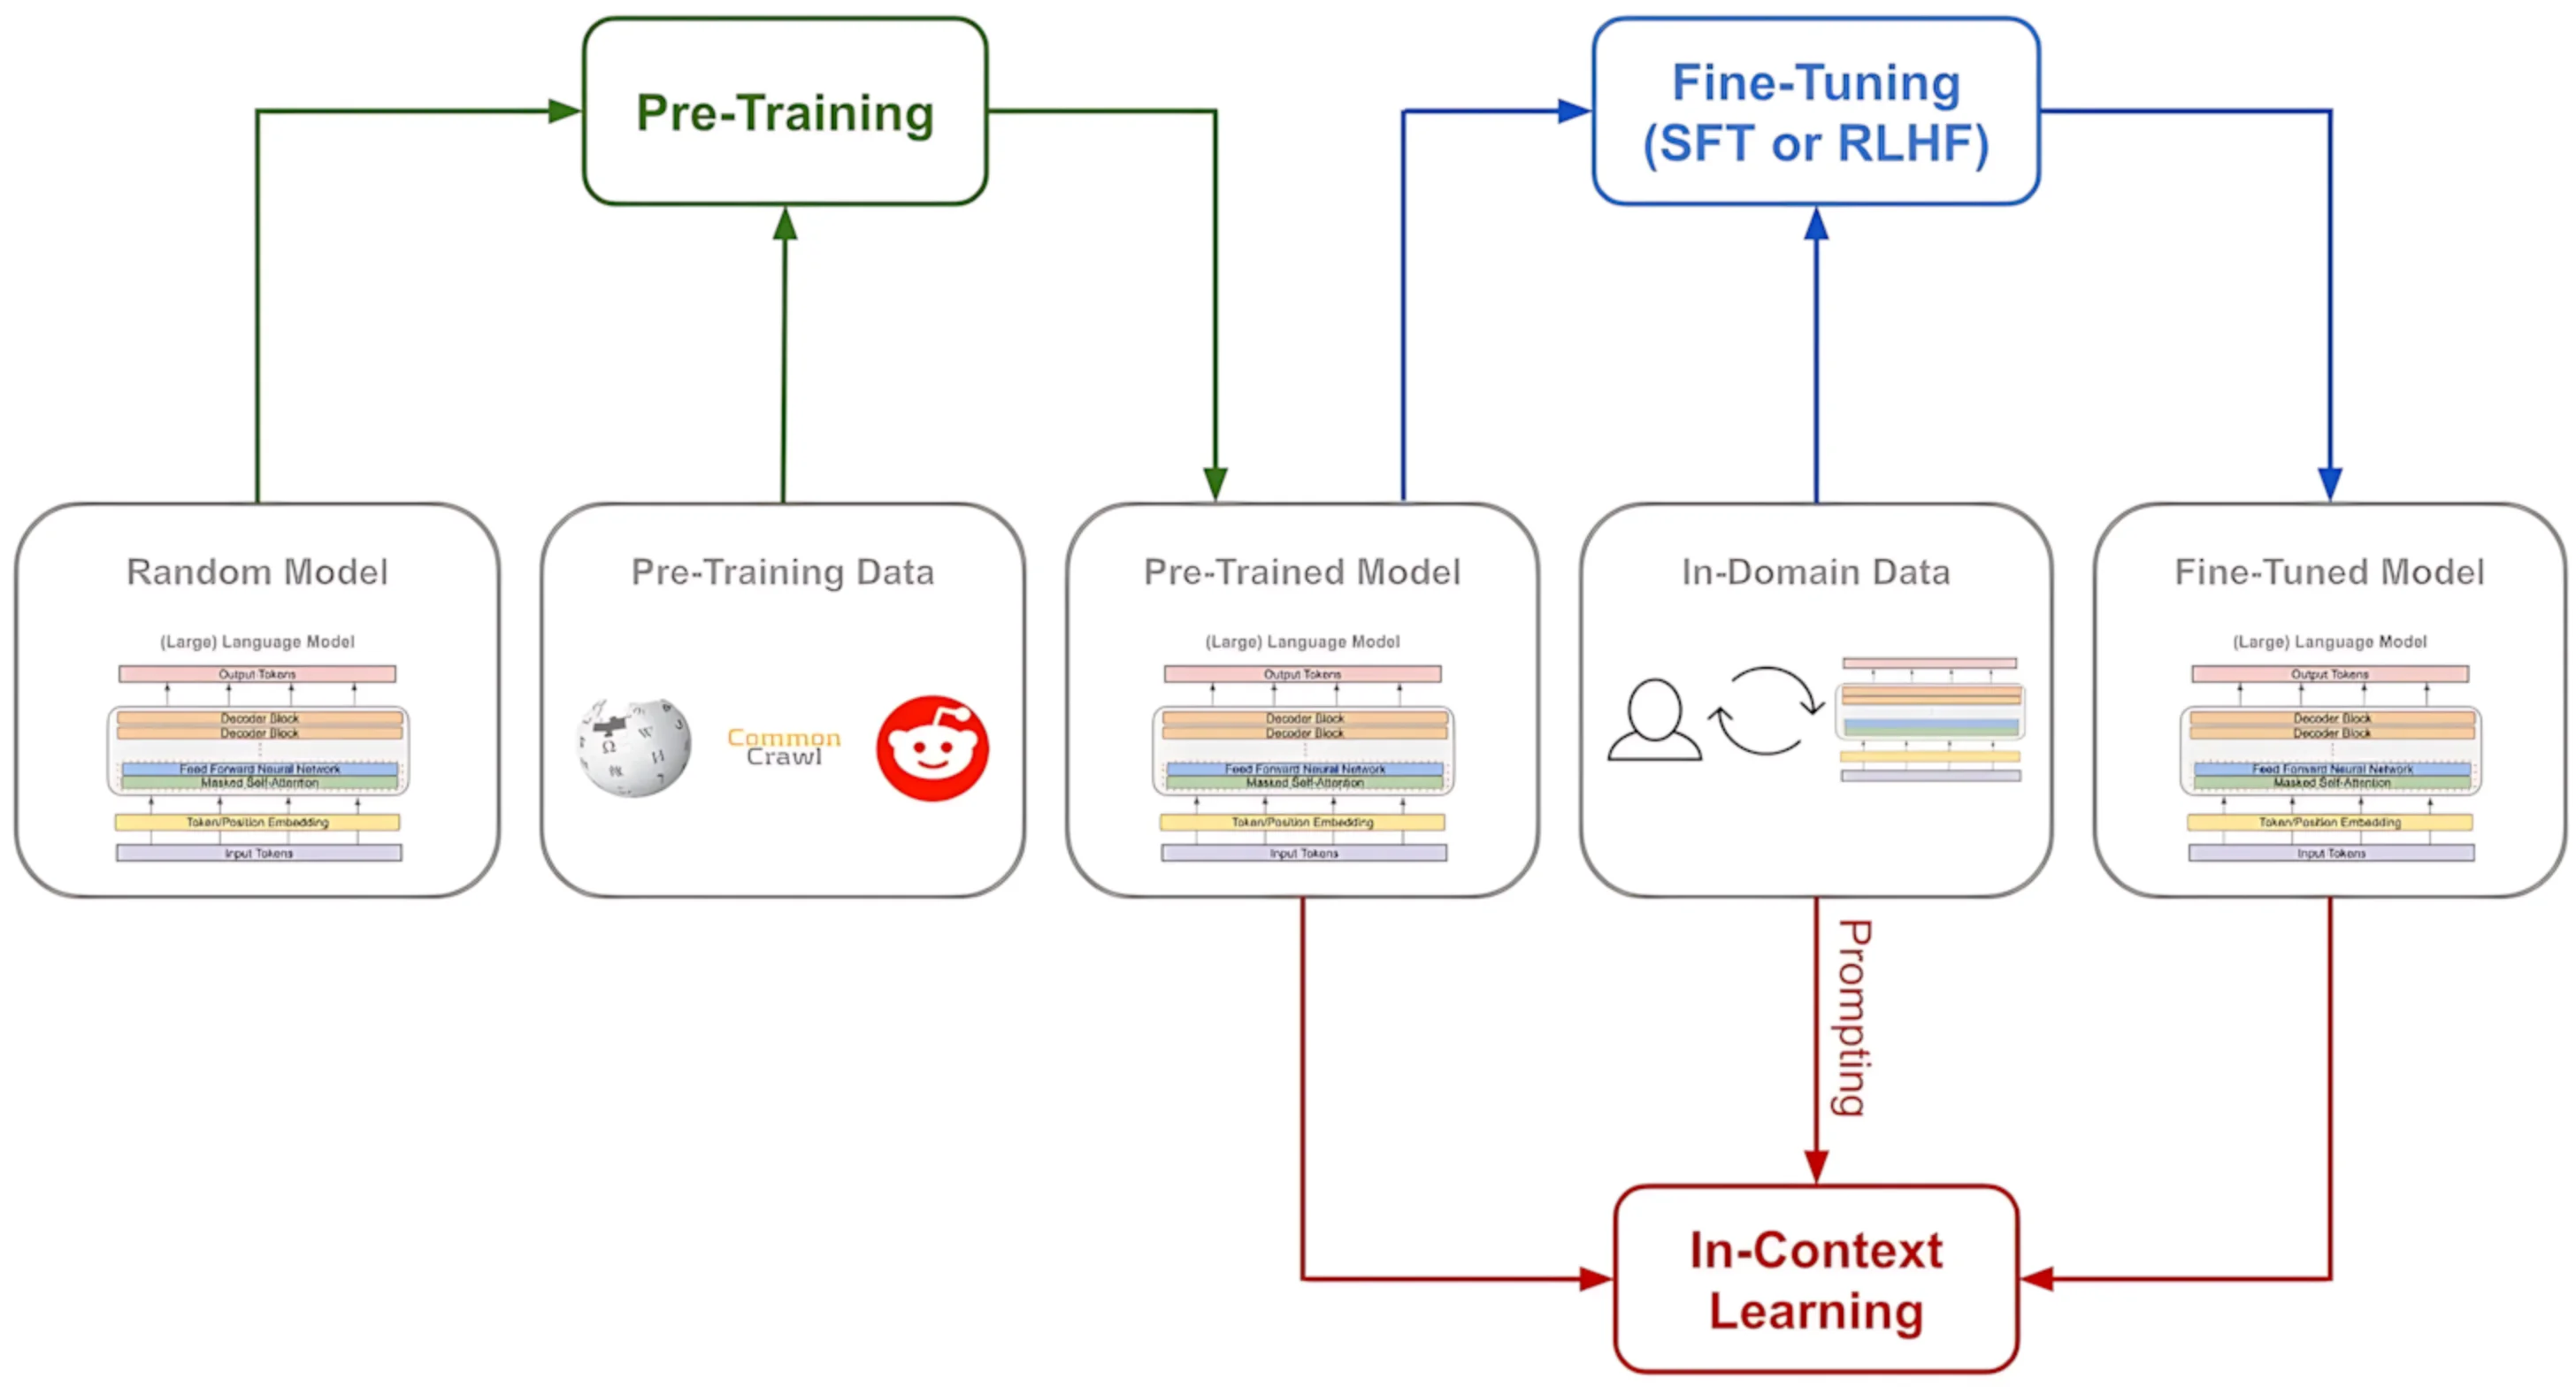 Pre-Training
Fine-Tuning
(SFT or RLHF)
Random Model
(Large) Language Model
Output Tokens
Decoder Block
Decoder Block
Feed Forward Neural Network
Masked Self-Attention
Token/Position Embedding
Input Tokens
Pre-Training Data
Common
Crawl
Pre-Trained Model
(Large) Language Model
Output Tokens
Decoder Block
Decoder Block
Feed Forward Neural Network
Masked Self-Attention
Token/Position Embedding
Input Tokens
In-Domain Data
Fine-Tuned Model
(Large) Language Model
Output Tokens
Decoder Block
Decoder Block
Feed Forward Neural Network
Masked Self-Attention
Token/Position Embedding
Input Tokens
Prompting
In-Context
Learning